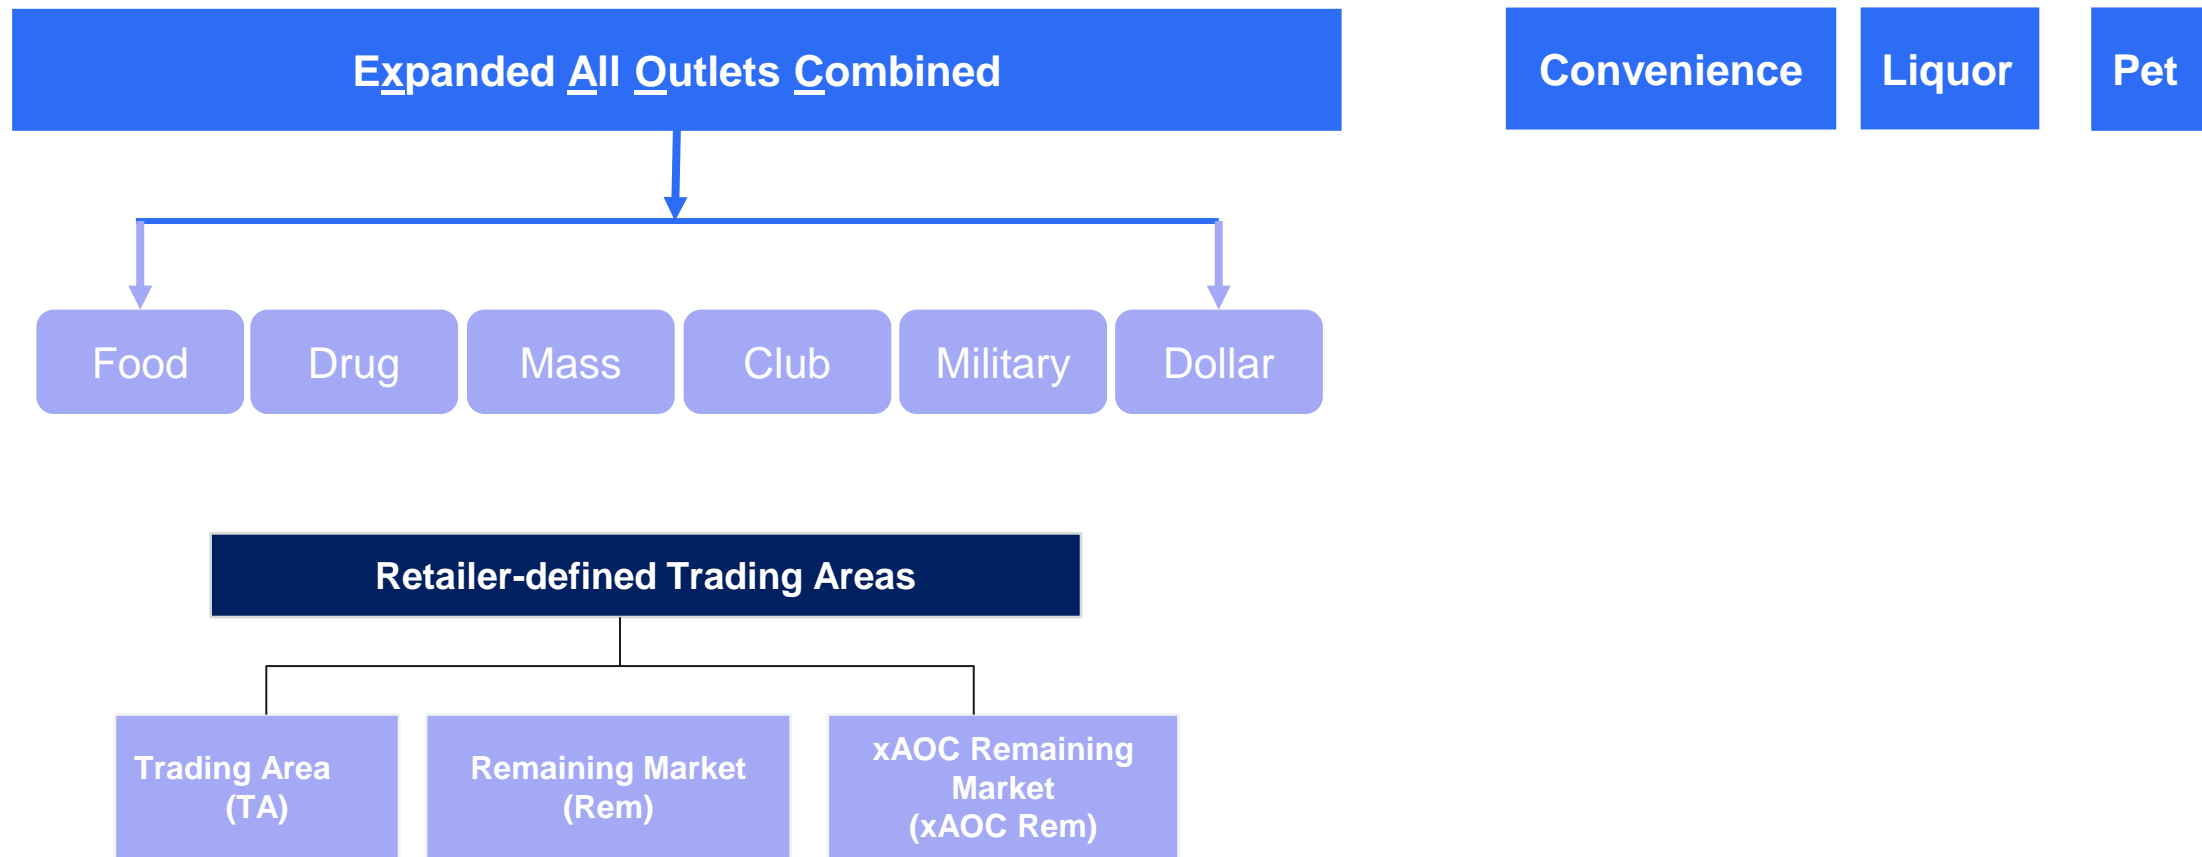 Expanded All Outlets Combined
Convenience
Liquor
Pet
Food
Drug
Mass
Club
Military
Dollar
Retailer-defined Trading Areas
Trading Area
(TA)
Remaining Market
(Rem)
xAOC Remaining
Market
(xAOC Rem)